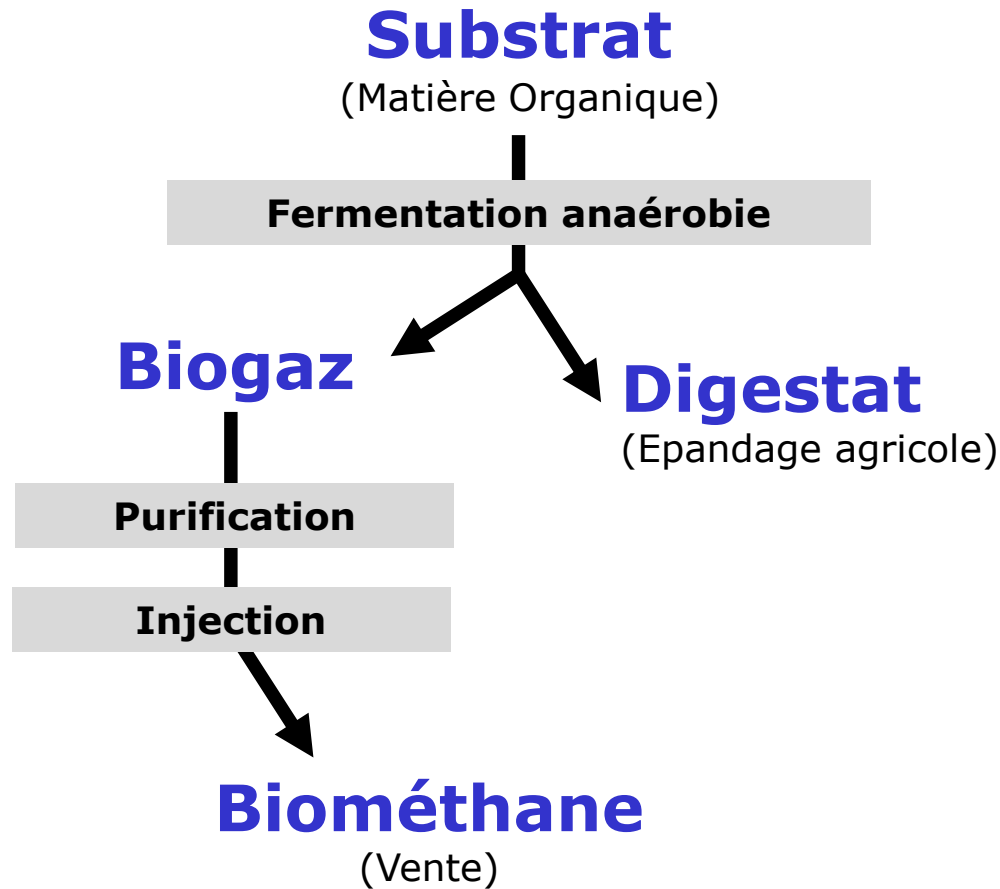 Substrat
(Matière Organique)
Fermentation anaérobie
Biogaz
Digestat
(Epandage agricole)
Purification
Injection
Biométhane
(Vente)